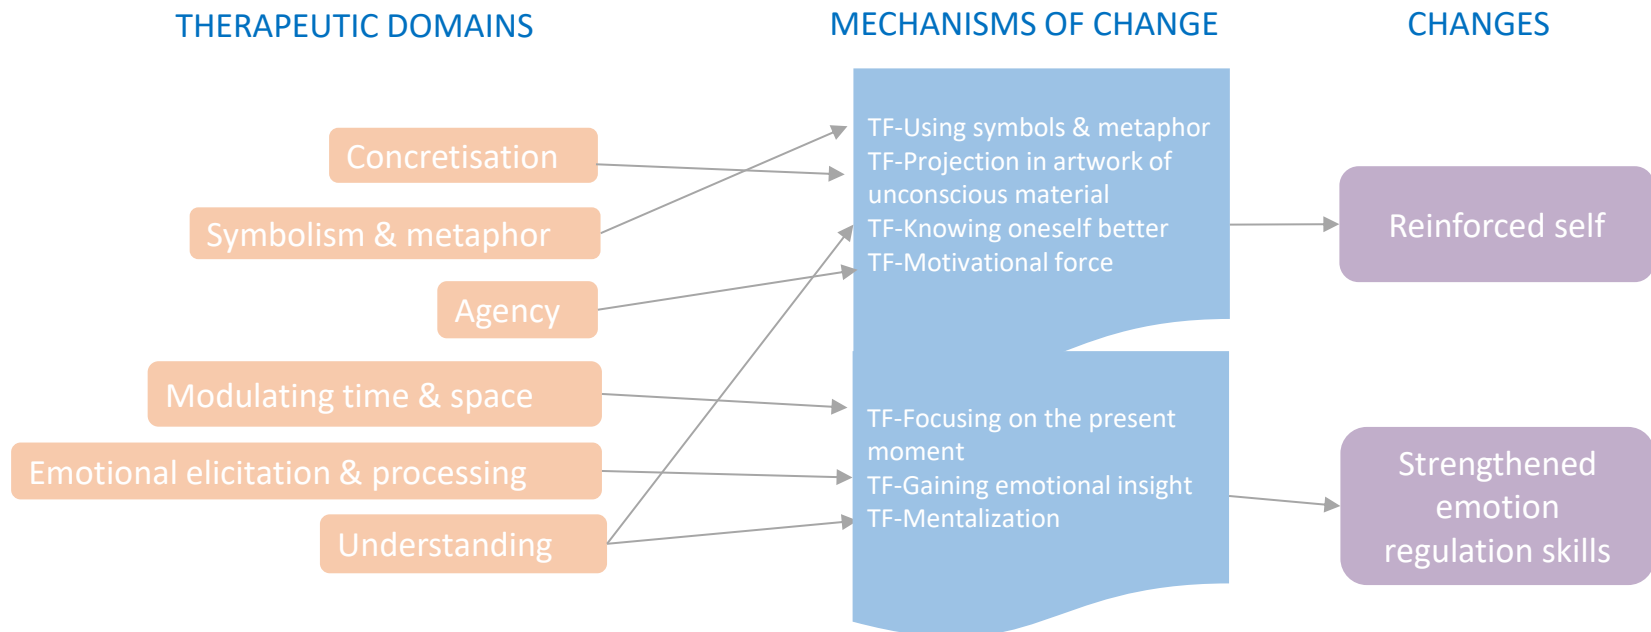 THERAPEUTIC DOMAINS
MECHANISMS OF CHANGE
CHANGES
Concretisation
Symbolism & metaphor
Agency
Modulating time & space
Emotional elicitation & processing
Understanding
TF-Using symbols & metaphor
TF-Projection in artwork of
unconscious material
TF-Knowing oneself better
TF-Motivational force
TF-Focusing on the present
moment
TF-Gaining emotional insight
TF-Mentalization
Reinforced self
Strengthened
emotion
regulation skills